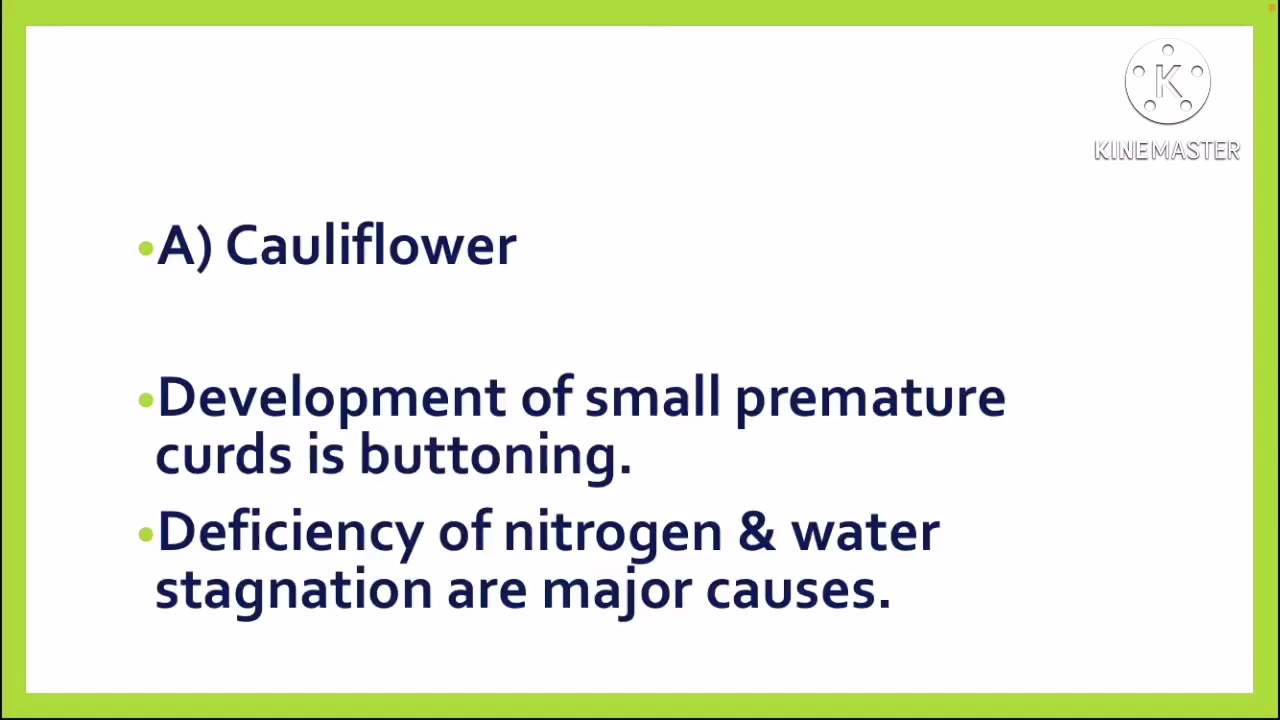 K
KINEMASTER
•A) Cauliflower
•Development of small premature
curds is buttoning.
•Deficiency of nitrogen & water
stagnation are major causes.